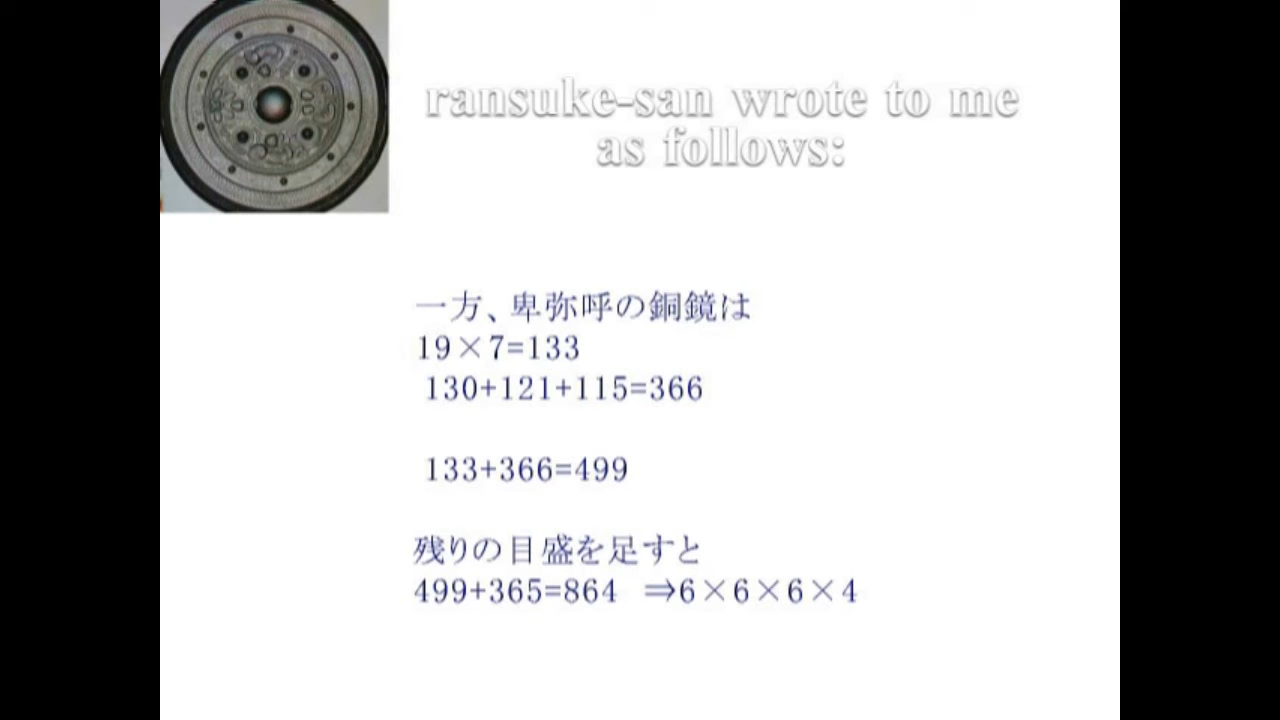 ransuke-san wrote to me
as follows:
一方、卑弥呼の銅鏡は
19×7=133
130+121+115=366
133+366=499
残りの目盛を足すと
499+365=864 ⇒6×6×6×4